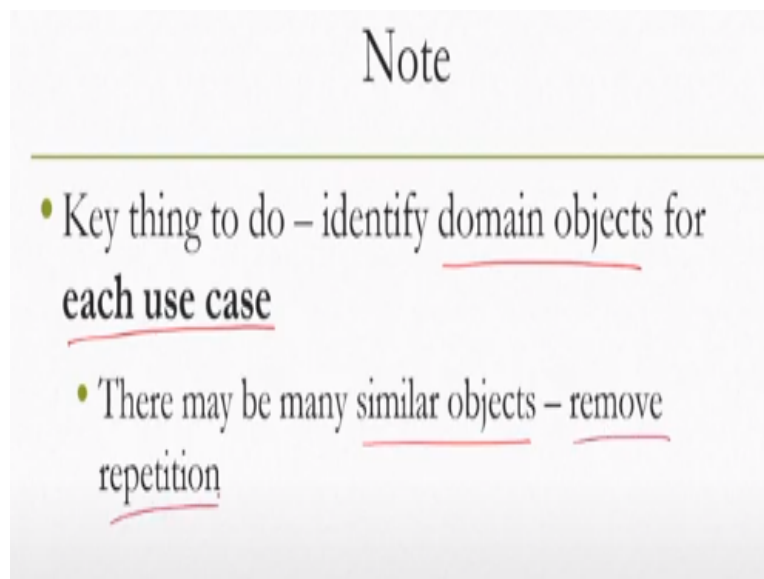 Note
• Key thing to do – identify domain objects for
each use case
• There may be many similar objects – remove
repetition